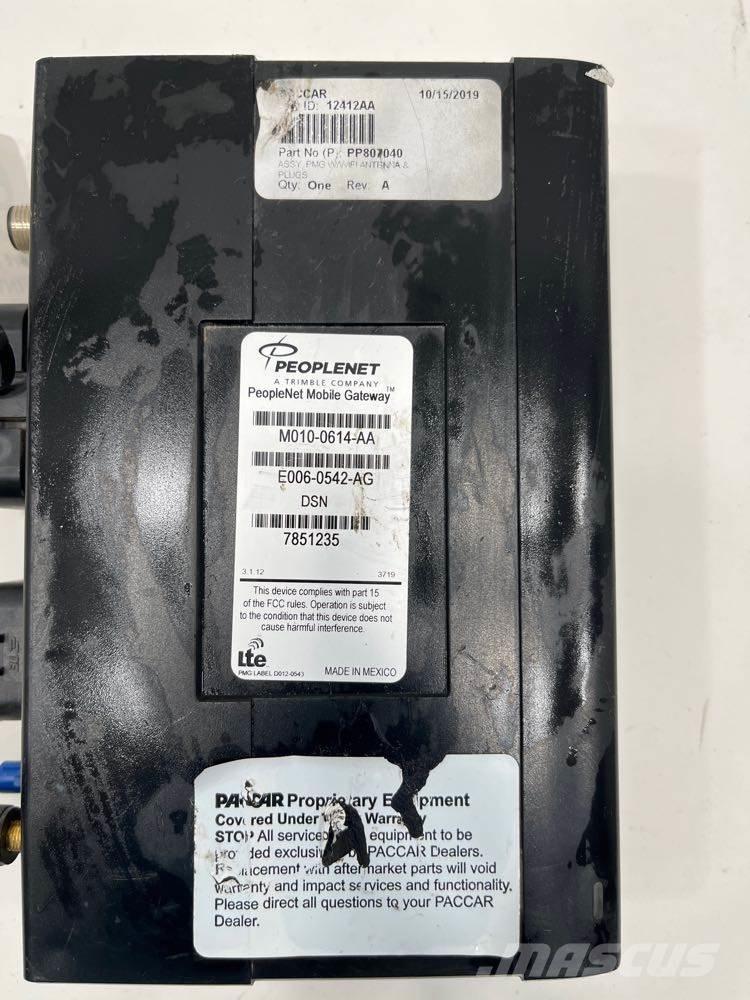 PACCAR 10/15/2019
ID: 12412AA
Part No (P): PP807040
ASSY, PMG W/WIFI ANTENNA &
PLUGS
Qty: One Rev: A
PEOPLENET
A TRIMBLE COMPANY
PeopleNet Mobile Gateway™
M010-0614-AA
E006-0542-AG
DSN
7851235
3.1.12 3719
This device complies with part 15
of the FCC rules. Operation is subject
to the condition that this device does not
cause harmful interference.
Lte
PMG LABEL D012-0543 MADE IN MEXICO
PACCAR Proprietary Equipment
Covered Under Warranty
STOP All service equipment to be
provided exclusively by PACCAR Dealers.
Replacement with aftermarket parts will void
warranty and impact services and functionality.
Please direct all questions to your PACCAR
Dealer.
MASCUS